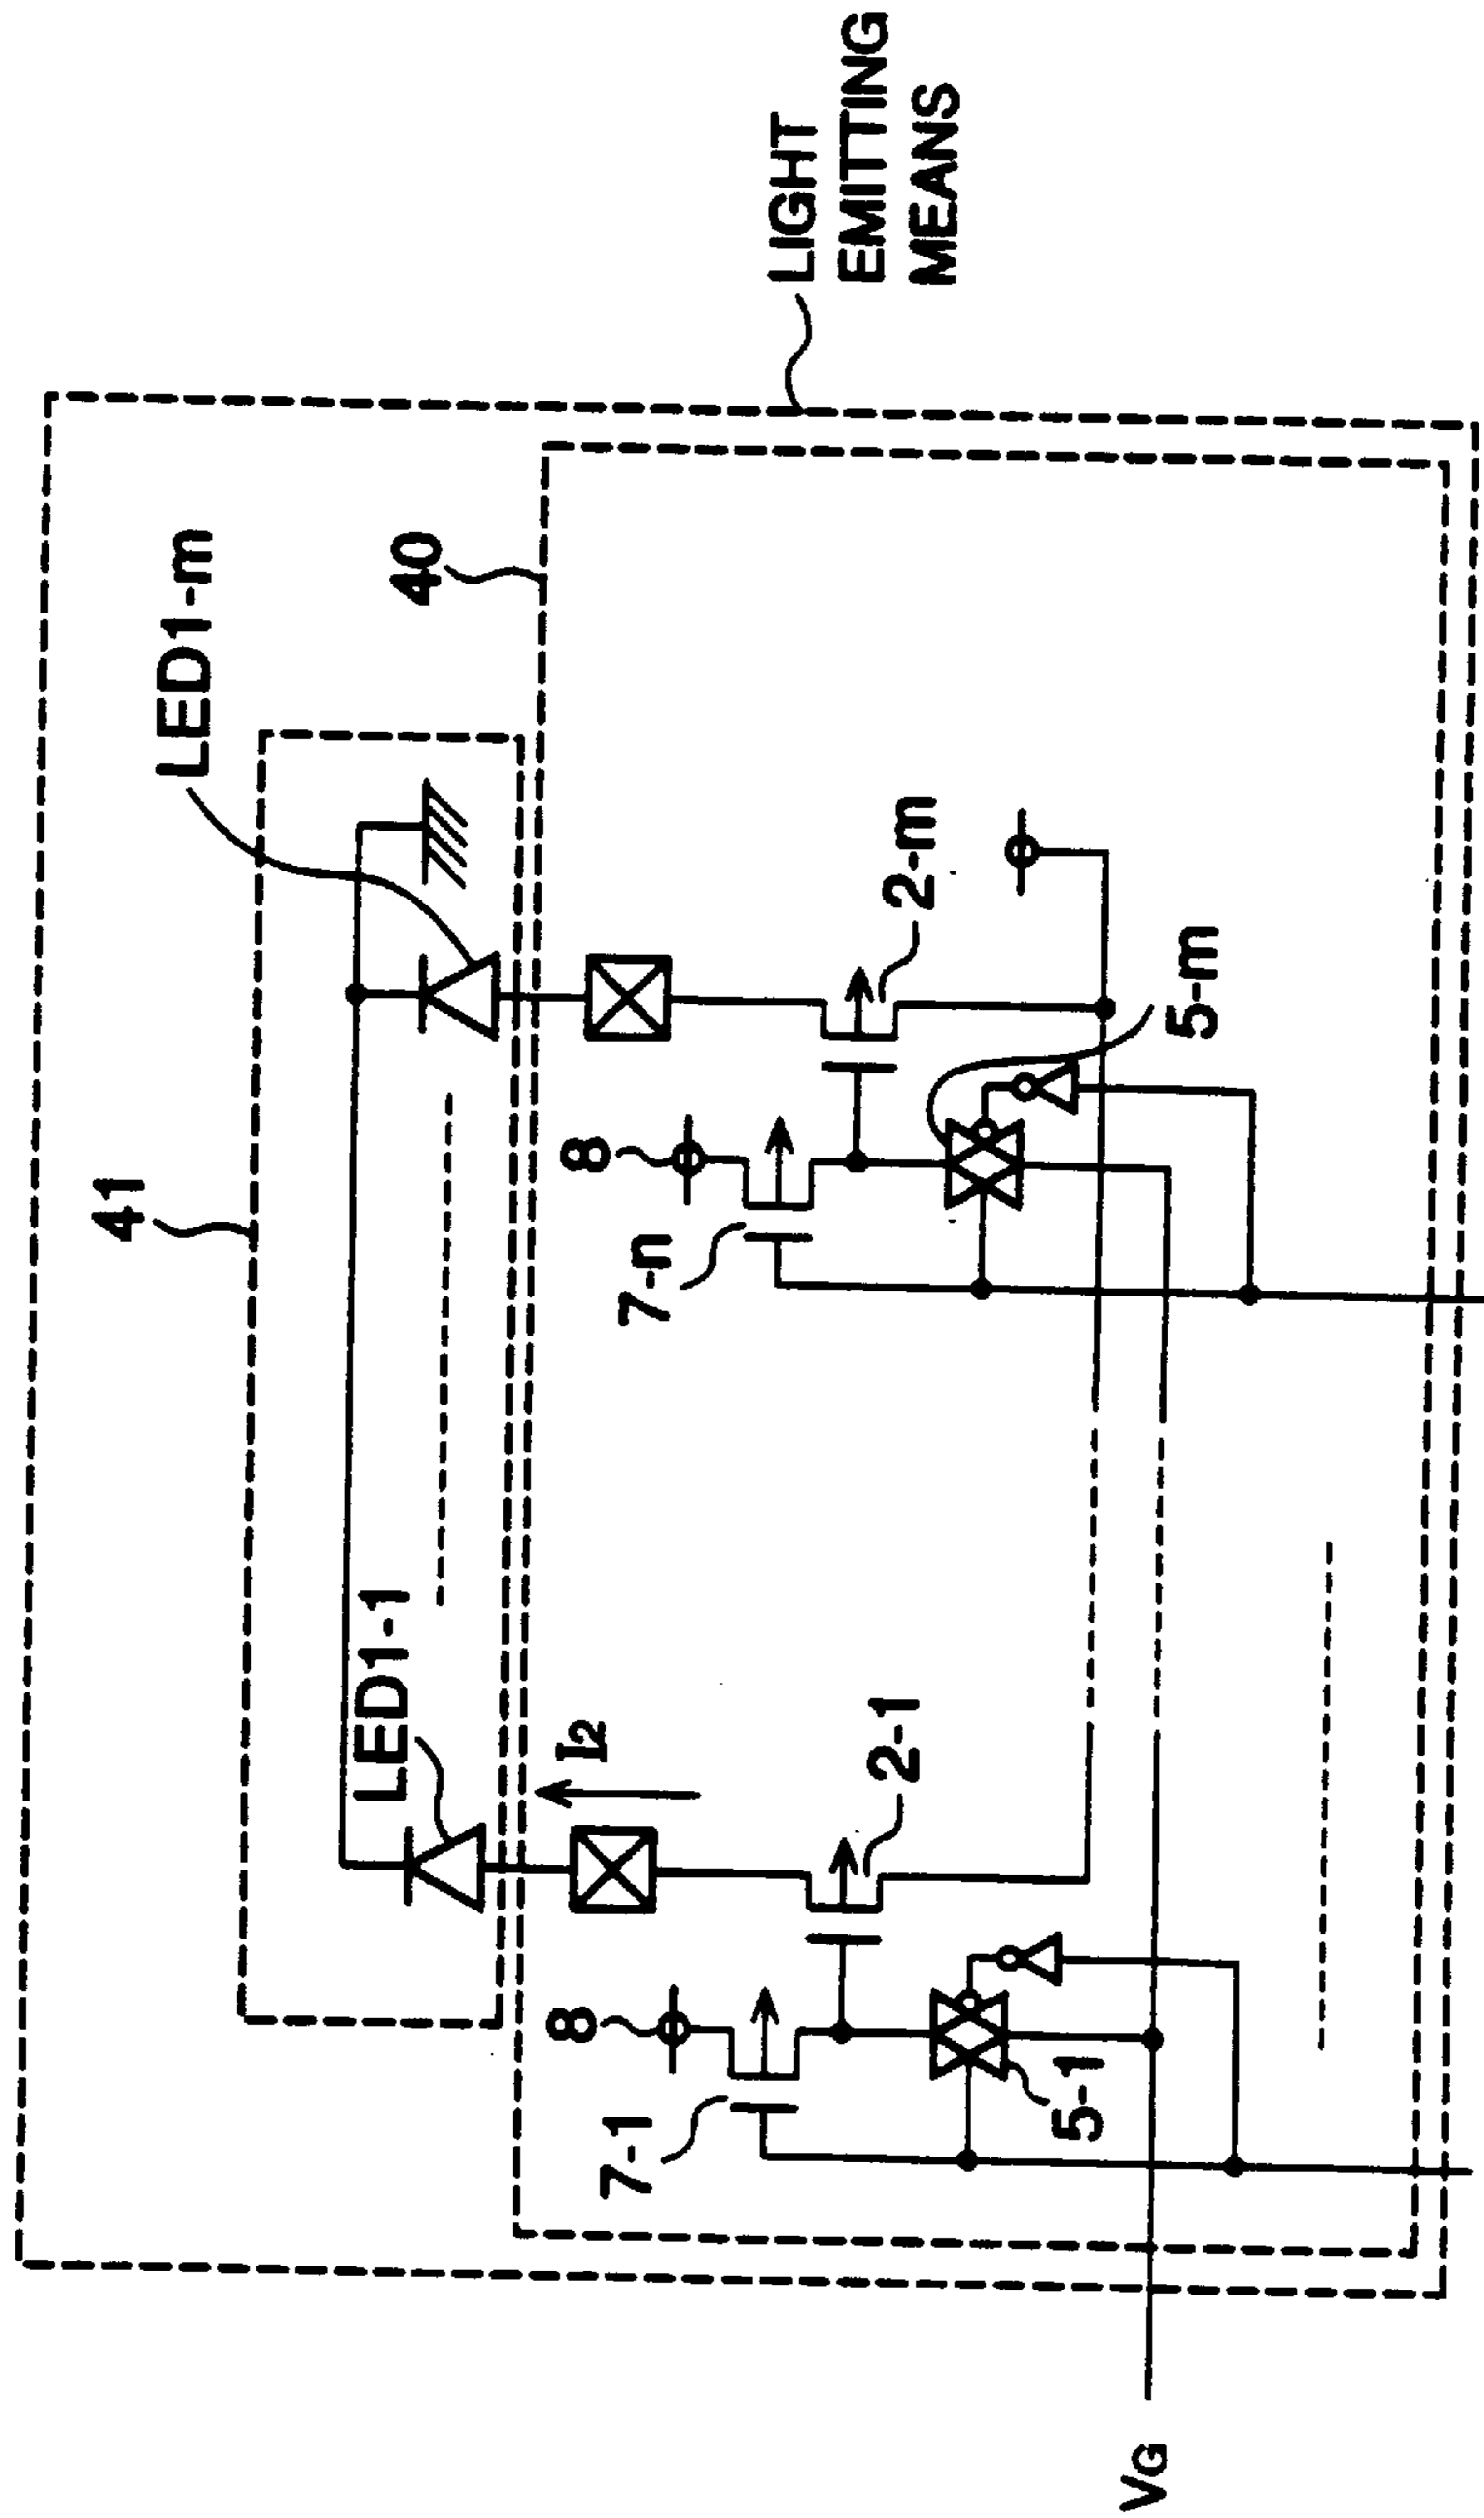 LED1-m
41
40
LED1-1
I2
8
8
7-1
7-n
2-1
2-m
5-1
5-m
VG
LIGHT
EMITTING
MEANS